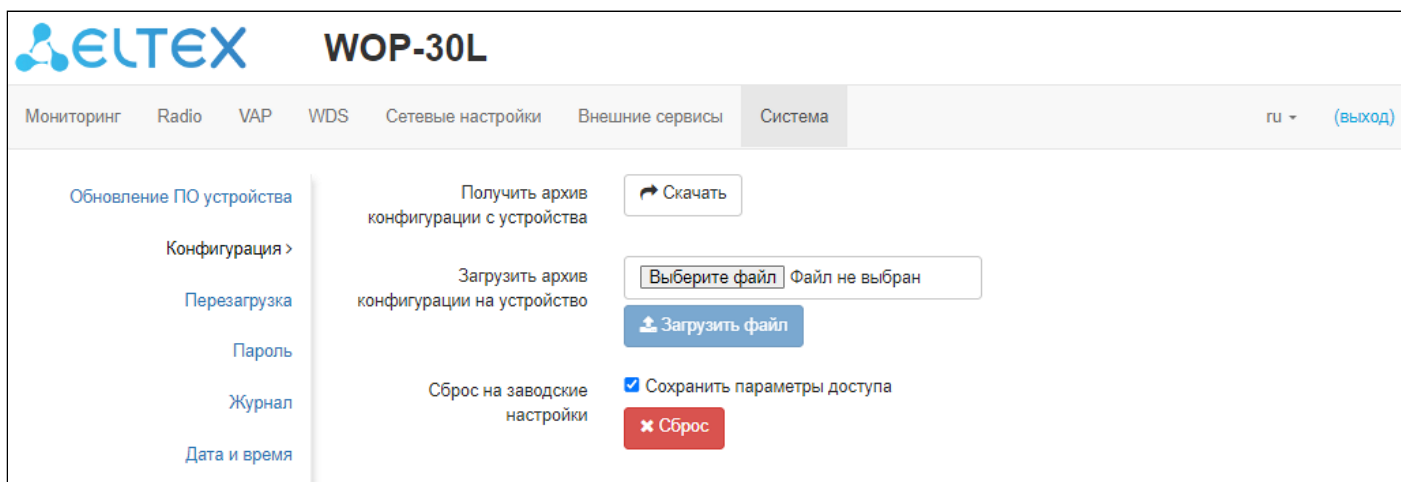 ELTEX WOP-30L
Мониторинг Radio VAP WDS Сетевые настройки Внешние сервисы Система ru (выход)
Обновление ПО устройства
Конфигурация >
Перезагрузка
Пароль
Журнал
Дата и время
Получить архив
конфигурации с устройства
Скачать
Загрузить архив
конфигурации на устройство
Выберите файл Файл не выбран
Загрузить файл
Сброс на заводские
настройки
Сохранить параметры доступа
Сброс